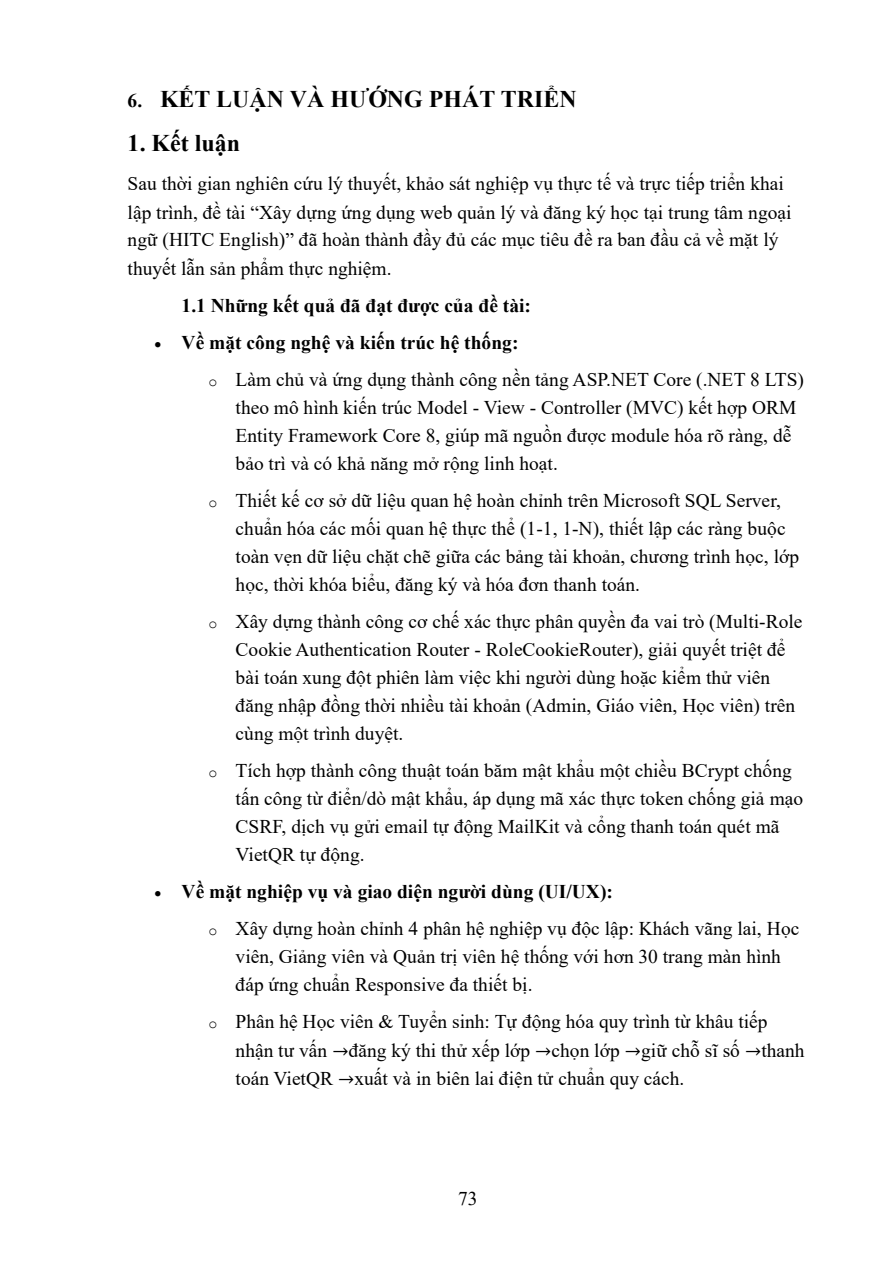 6. KẾT LUẬN VÀ HƯỚNG PHÁT TRIỂN
1. Kết luận
Sau thời gian nghiên cứu lý thuyết, khảo sát nghiệp vụ thực tế và trực tiếp triển khai
lập trình, đề tài “Xây dựng ứng dụng web quản lý và đăng ký học tại trung tâm ngoại
ngữ (HITC English)” đã hoàn thành đầy đủ các mục tiêu đề ra ban đầu cả về mặt lý
thuyết lẫn sản phẩm thực nghiệm.
1.1 Những kết quả đã đạt được của đề tài:
• Về mặt công nghệ và kiến trúc hệ thống:
o Làm chủ và ứng dụng thành công nền tảng ASP.NET Core (.NET 8 LTS)
theo mô hình kiến trúc Model - View - Controller (MVC) kết hợp ORM
Entity Framework Core 8, giúp mã nguồn được module hóa rõ ràng, dễ
bảo trì và có khả năng mở rộng linh hoạt.
o Thiết kế cơ sở dữ liệu quan hệ hoàn chỉnh trên Microsoft SQL Server,
chuẩn hóa các mối quan hệ thực thể (1-1, 1-N), thiết lập các ràng buộc
toàn vẹn dữ liệu chặt chẽ giữa các bảng tài khoản, chương trình học, lớp
học, thời khóa biểu, đăng ký và hóa đơn thanh toán.
o Xây dựng thành công cơ chế xác thực phân quyền đa vai trò (Multi-Role
Cookie Authentication Router - RoleCookieRouter), giải quyết triệt để
bài toán xung đột phiên làm việc khi người dùng hoặc kiểm thử viên
đăng nhập đồng thời nhiều tài khoản (Admin, Giáo viên, Học viên) trên
cùng một trình duyệt.
o Tích hợp thành công thuật toán băm mật khẩu một chiều BCrypt chống
tấn công từ điển/dò mật khẩu, áp dụng mã xác thực token chống giả mạo
CSRF, dịch vụ gửi email tự động MailKit và cổng thanh toán quét mã
VietQR tự động.
• Về mặt nghiệp vụ và giao diện người dùng (UI/UX):
o Xây dựng hoàn chỉnh 4 phân hệ nghiệp vụ độc lập: Khách vãng lai, Học
viên, Giảng viên và Quản trị viên hệ thống với hơn 30 trang màn hình
đáp ứng chuẩn Responsive đa thiết bị.
o Phân hệ Học viên & Tuyển sinh: Tự động hóa quy trình từ khâu tiếp
nhận tư vấn →đăng ký thi thử xếp lớp →chọn lớp →giữ chỗ sĩ số →thanh
toán VietQR →xuất và in biên lai điện tử chuẩn quy cách.
73